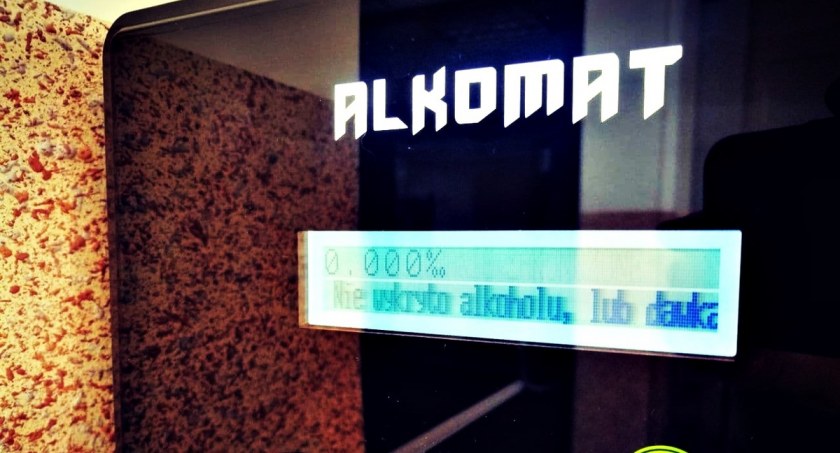 ALKOMAT
0.000‰
Nie wykryto alkoholu, lub dawka